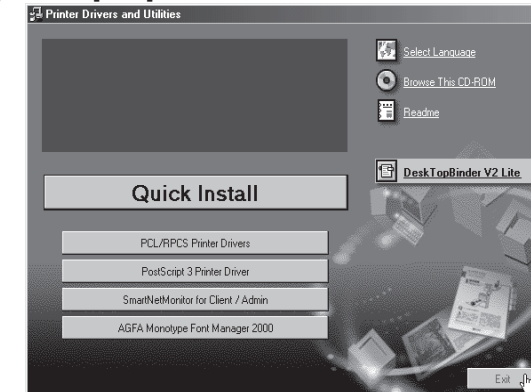 Printer Drivers and Utilities
Select Language
Browse This CD-ROM
Readme
DeskTopBinder V2 Lite
Quick Install
PCL/RPCS Printer Drivers
PostScript 3 Printer Driver
SmartNetMonitor for Client / Admin
AGFA Monotype Font Manager 2000
Exit